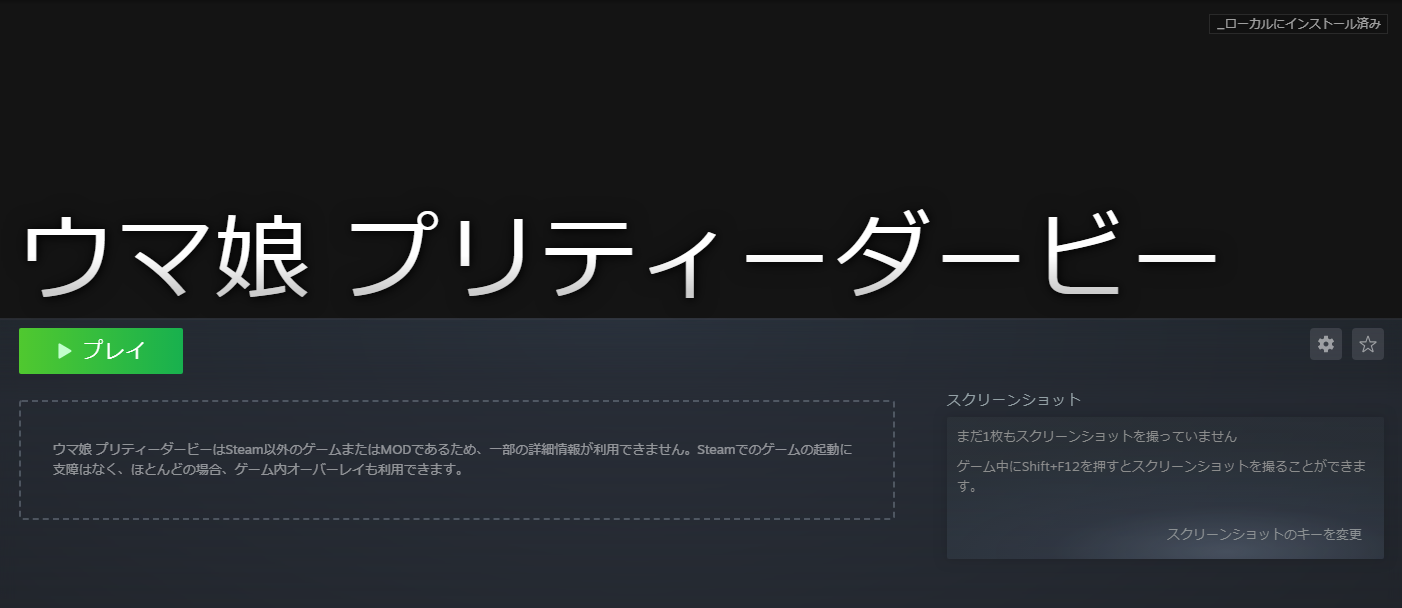 _ローカルにインストール済み
ウマ娘 プリティーダービー
プレイ
ウマ娘 プリティーダービーはSteam以外のゲームまたはMODであるため、一部の詳細情報が利用できません。Steamでのゲームの起動に
支障はなく、ほとんどの場合、ゲーム内オーバーレイも利用できます。
スクリーンショット
まだ1枚もスクリーンショットを撮っていません
ゲーム中にShift+F12を押すとスクリーンショットを撮ることができま
す。
スクリーンショットのキーを変更